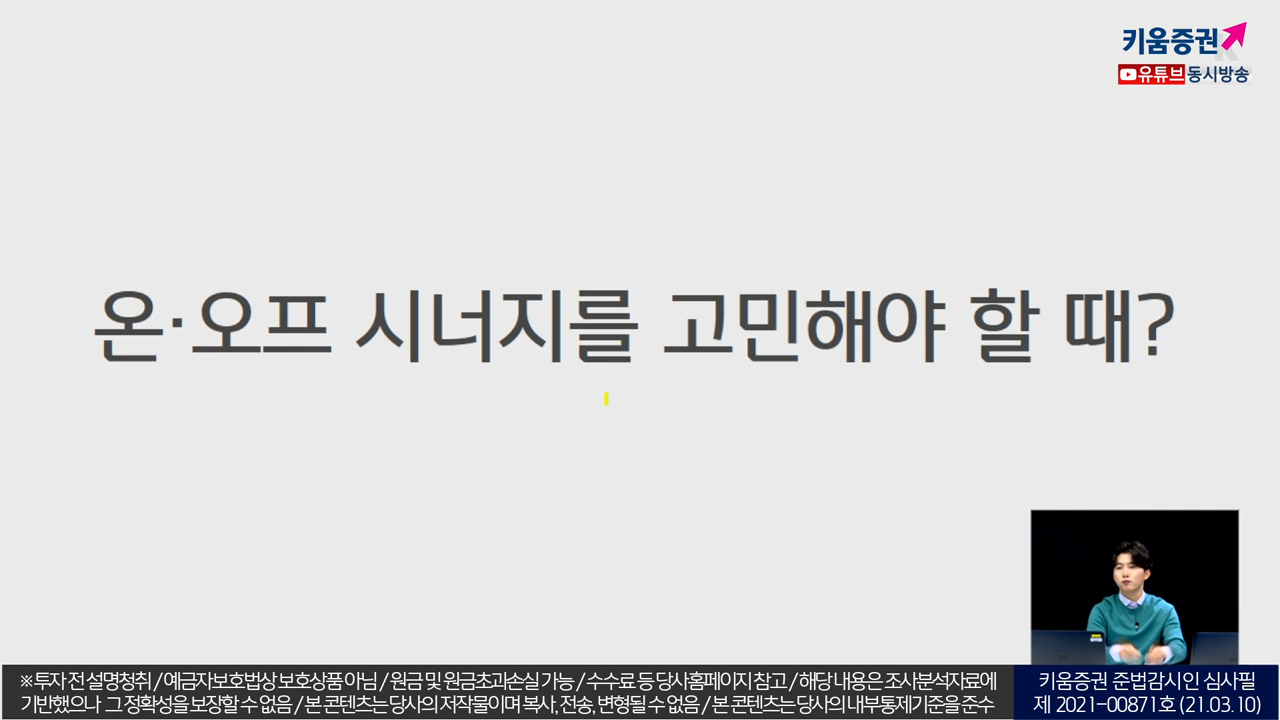 키움증권
유튜브 동시방송
온·오프 시너지를 고민해야 할 때?
※ 투자 전 설명청취 / 예금자보호법상 보호상품 아님 / 원금 및 원금초과손실 가능 / 수수료 등 당사홈페이지 참고 / 해당 내용은 조사분석자료에
기반했으나 그 정확성을 보장할 수 없음 / 본 콘텐츠는 당사의 저작물이며 복사, 전송, 변형될 수 없음 / 본 콘텐츠는 당사의 내부통제기준을 준수
키움증권 준법감시인 심사필
제 2021-00871호 (21.03.10)